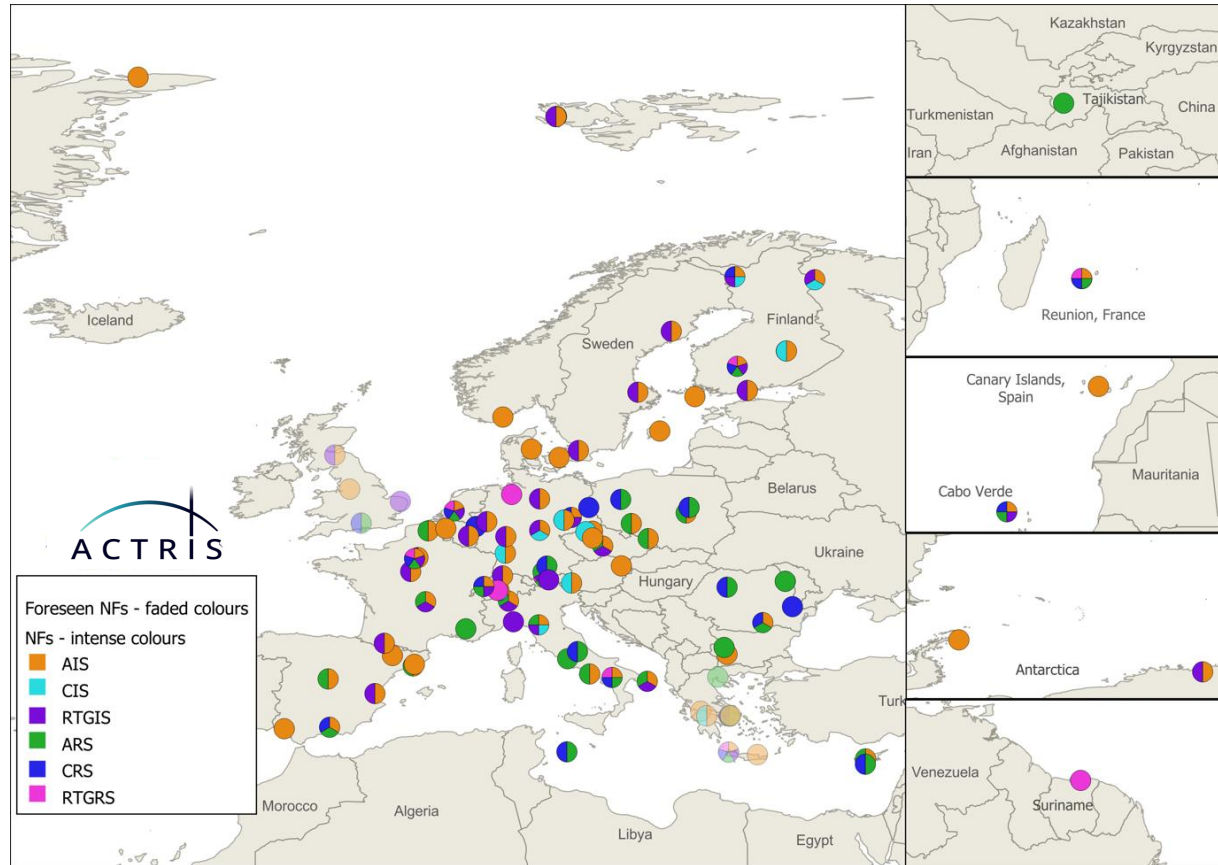 Iceland
Sweden
Finland
Belarus
Ukraine
Hungary
Turk
Morocco
Algeria
Libya
Egypt
ACTRIS
Foreseen NFs - faded colours
NFs - intense colours
AIS
CIS
RTGIS
ARS
CRS
RTGRS
Kazakhstan
Kyrgyzstan
Tajikistan
Turkmenistan
China
Iran
Afghanistan
Pakistan
Reunion, France
Canary Islands,
Spain
Mauritania
Cabo Verde
Antarctica
Venezuela
Suriname